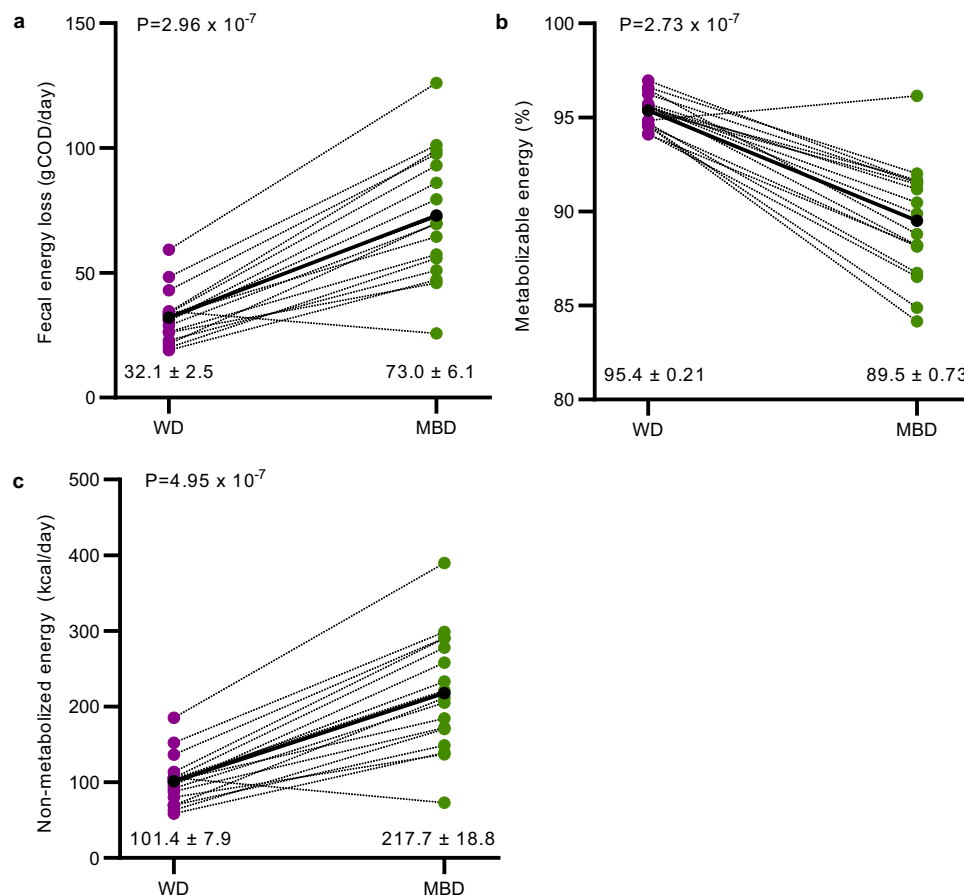 a
P=2.96 x 10-7
Fecal energy loss (gCOD/day)
150
100
50
0
32.1 ± 2.5
73.0 ± 6.1
WD
MBD
b
P=2.73 x 10-7
Metabolizable energy (%)
100
95
90
85
80
95.4 ± 0.21
89.5 ± 0.73
WD
MBD
c
P=4.95 x 10-7
Non-metabolized energy (kcal/day)
500
400
300
200
100
0
101.4 ± 7.9
217.7 ± 18.8
WD
MBD